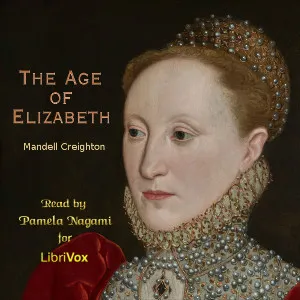 The Age
of
Elizabeth
Mandell Creighton
Read by
Pamela Nagami
for
LibriVox